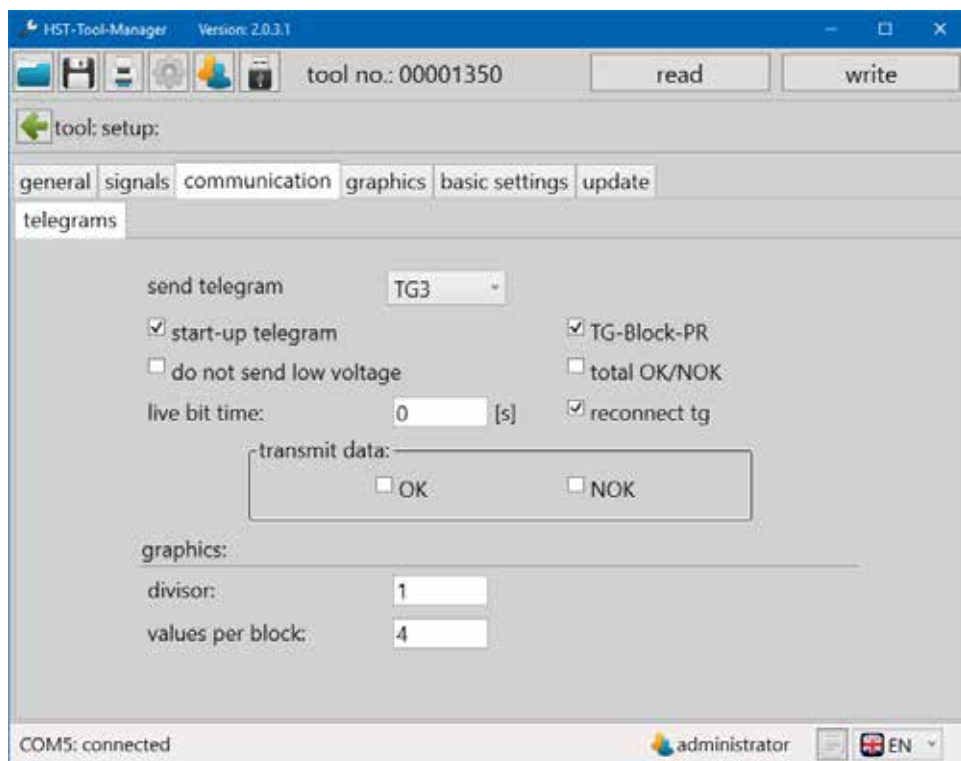 HST-Tool-Manager Version: 2.0.3.1
tool no.: 00001350 read write
tool: setup:
general signals communication graphics basic settings update
telegrams
send telegram TG3
start-up telegram TG-Block-PR
do not send low voltage total OK/NOK
live bit time: 0 [s] reconnect tg
transmit data:
OK NOK
graphics:
divisor: 1
values per block: 4
COM5: connected administrator EN